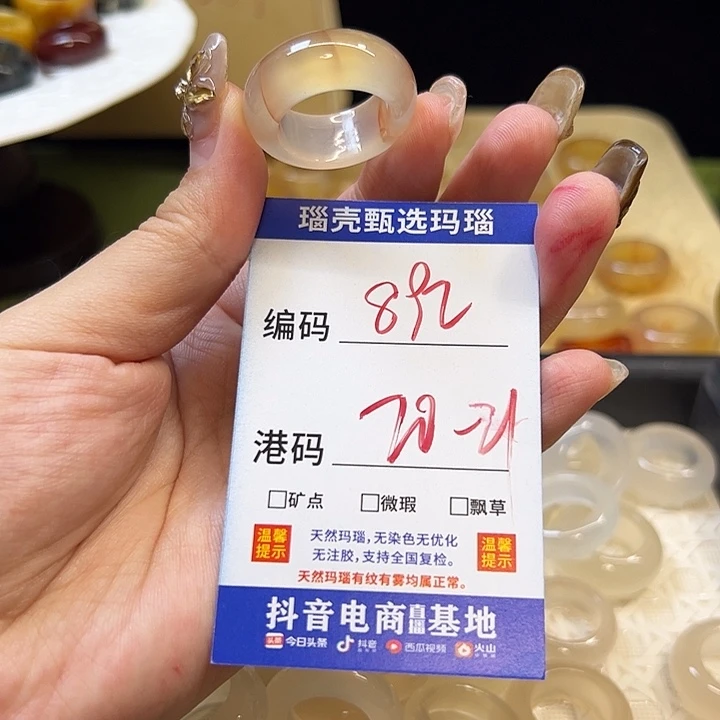 瑙壳甄选玛瑙
编码
港码
□矿点 □微瑕 □飘草
温馨提示 天然玛瑙，无染色无优化 温馨提示
无注胶，支持全国复检。
天然玛瑙有纹有雾均属正常。
抖音电商直播基地
头条 今日头条 抖音 西瓜视频 火山